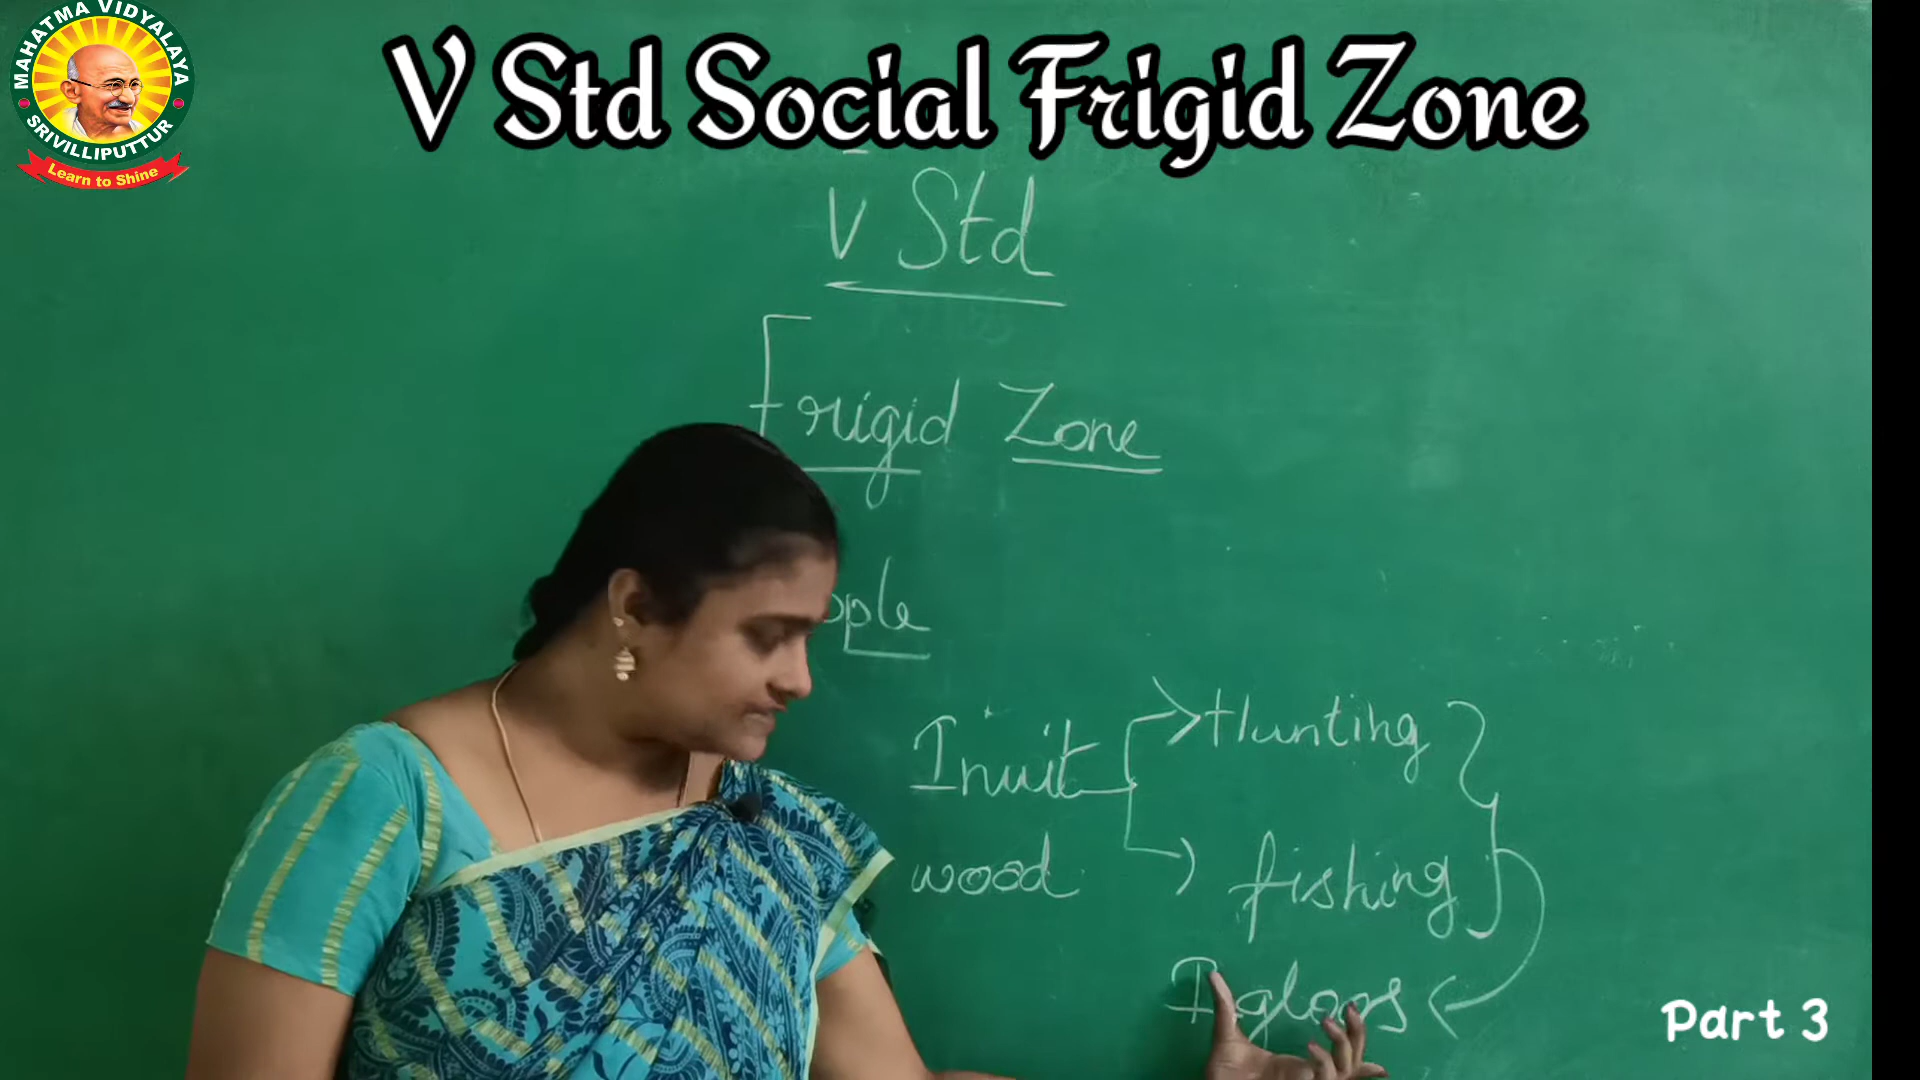 MAHATMA VIDYALAYA
SRIVILLIPUTTUR
Learn to Shine
V Std Social Frigid Zone
V Std
Frigid Zone
ople
Inuit Hunting
wood fishing
Igloos
Part 3